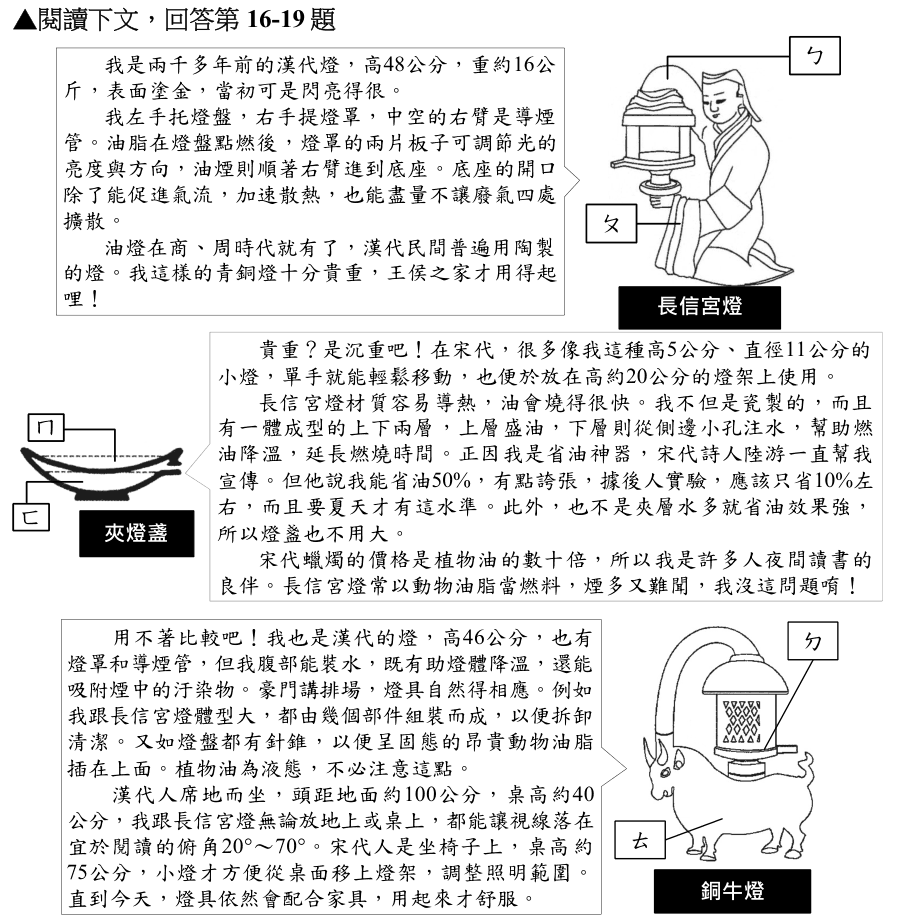 ▲閱讀下文，回答第 16-19 題
我是兩千多年前的漢代燈，高48公分，重約16公
斤，表面塗金，當初可是閃亮得很。
我左手托燈盤，右手提燈罩，中空的右臂是導煙
管。油脂在燈盤點燃後，燈罩的兩片板子可調節光的
亮度與方向，油煙則順著右臂進到底座。底座的開口
除了能促進氣流，加速散熱，也能盡量不讓廢氣四處
擴散。
油燈在商、周時代就有了，漢代民間普遍用陶製
的燈。我這樣的青銅燈十分貴重，王侯之家才用得起
哩！
ㄅ
ㄆ
長信宮燈
貴重？是沉重吧！在宋代，很多像我這種高5公分、直徑11公分的
小燈，單手就能輕鬆移動，也便於放在高約20公分的燈架上使用。
長信宮燈材質容易導熱，油會燒得很快。我不但是瓷製的，而且
有一體成型的上下兩層，上層盛油，下層則從側邊小孔注水，幫助燃
油降溫，延長燃燒時間。正因我是省油神器，宋代詩人陸游一直幫我
宣傳。但他說我能省油50%，有點誇張，據後人實驗，應該只省10%左
右，而且要夏天才有這水準。此外，也不是夾層水多就省油效果強，
所以燈盞也不用大。
宋代蠟燭的價格是植物油的數十倍，所以我是許多人夜間讀書的
良伴。長信宮燈常以動物油脂當燃料，煙多又難聞，我沒這問題唷！
ㄇ
ㄈ
夾燈盞
用不著比較吧！我也是漢代的燈，高46公分，也有
燈罩和導煙管，但我腹部能裝水，既有助燈體降溫，還能
吸附煙中的汙染物。豪門講排場，燈具自然得相應。例如
我跟長信宮燈體型大，都由幾個部件組裝而成，以便拆卸
清潔。又如燈盤都有針錐，以便呈固態的昂貴動物油脂
插在上面。植物油為液態，不必注意這點。
漢代人席地而坐，頭距地面約100公分，桌高約40
公分，我跟長信宮燈無論放地上或桌上，都能讓視線落在
宜於閱讀的俯角20°～70°。宋代人是坐椅子上，桌高約
75公分，小燈才方便從桌面移上燈架，調整照明範圍。
直到今天，燈具依然會配合家具，用起來才舒服。
ㄉ
ㄊ
銅牛燈